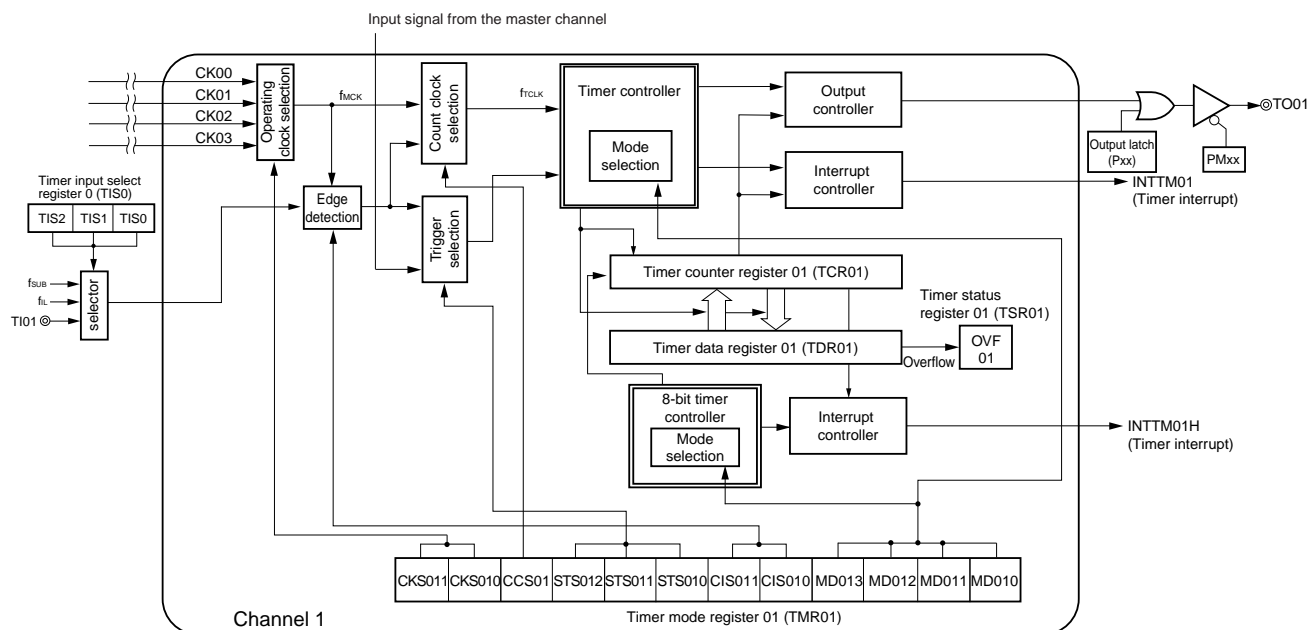 Input signal from the master channel
CK00
CK01
CK02
CK03
Operating
clock selection
fMCK
Count clock
selection
fTCLK
Timer controller
Mode
selection
Output
controller
TO01
Output latch
(Pxx)
PMxx
Interrupt
controller
INTTM01
(Timer interrupt)
Timer input select
register 0 (TIS0)
TIS2
TIS1
TIS0
Edge
detection
Trigger
selection
fSUB
fIL
TI01
selector
Timer counter register 01 (TCR01)
Timer status
register 01 (TSR01)
Timer data register 01 (TDR01)
Overflow
OVF
01
8-bit timer
controller
Mode
selection
Interrupt
controller
INTTM01H
(Timer interrupt)
CKS011
CKS010
CCS01
STS012
STS011
STS010
CIS011
CIS010
MD013
MD012
MD011
MD010
Channel 1
Timer mode register 01 (TMR01)